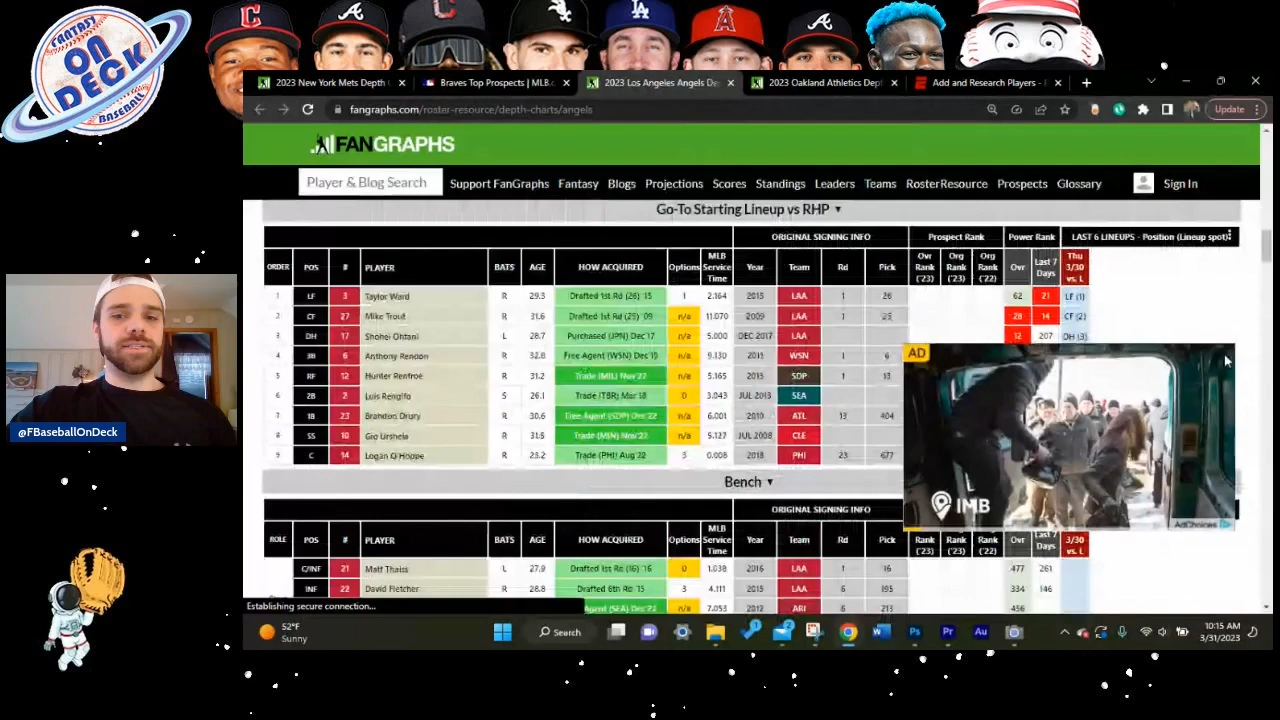 FANTASY
ON
DECK
BASEBALL
2023 New York Mets Depth
Braves Top Prospects | MLB.c
2023 Los Angeles Angels De
2023 Oakland Athletics Dept
Add and Research Players - F
fangraphs.com/roster-resource/depth-charts/angels
Update
FANGRAPHS
Player & Blog Search
Support FanGraphs Fantasy Blogs Projections Scores Standings Leaders Teams RosterResource Prospects Glossary Sign In
Go-To Starting Lineup vs RHP
ORIGINAL SIGNING INFO Prospect Rank Power Rank LAST 6 LINEUPS - Position (Lineup spot)
ORDER POS # PLAYER BATS AGE HOW ACQUIRED Options MLB Service Time Year Team Rd Pick Ovr Rank ('23) Org Rank ('23) Org Rank ('22) Ovr Last 7 Days Thu 3/30 vs. L
1 LF 3 Taylor Ward R 29.3 Drafted 1st Rd (26) '15 1 2.164 2015 LAA 1 26 62 21 LF (1)
2 CF 27 Mike Trout R 31.6 Drafted 1st Rd (25) '09 n/a 11.070 2009 LAA 1 25 28 14 CF (2)
3 DH 17 Shohei Ohtani L 28.7 Purchased (JPN) Dec'17 n/a 5.000 DEC 2017 LAA 12 207 DH (3)
4 3B 6 Anthony Rendon R 32.8 Free Agent (WSN) Dec'19 n/a 9.130 2011 WSN 1 6
5 RF 12 Hunter Renfroe R 31.2 Trade (MIL) Nov'22 n/a 5.165 2013 SDP 1 13
6 2B 2 Luis Rengifo S 26.1 Trade (TBR) Mar'18 0 3.043 JUL 2013 SEA
7 1B 23 Brandon Drury R 30.6 Free Agent (SDP) Dec'22 n/a 6.001 2010 ATL 13 404
8 SS 10 Gio Urshela R 31.5 Trade (MIN) Nov'22 n/a 5.127 JUL 2008 CLE
9 C 14 Logan O'Hoppe R 23.2 Trade (PHI) Aug'22 3 0.008 2018 PHI 23 677
AD
IMB
AdChoices
Bench
ORIGINAL SIGNING INFO
ROLE POS # PLAYER BATS AGE HOW ACQUIRED Options MLB Service Time Year Team Rd Pick Rank ('23) Rank ('23) Rank ('22) Ovr Last 7 Days 3/30 vs. L
C/INF 21 Matt Thaiss L 27.9 Drafted 1st Rd (16) '16 0 1.038 2016 LAA 1 16 477 261
INF 22 David Fletcher R 28.8 Drafted 6th Rd '15 3 4.111 2015 LAA 6 195 334 146
Agent (SEA) Dec'22 n/a 7.053 2012 ARI 6 213 456
Establishing secure connection...
@FBaseballOnDeck
52°F
Sunny
Search
10:15 AM
3/31/2023